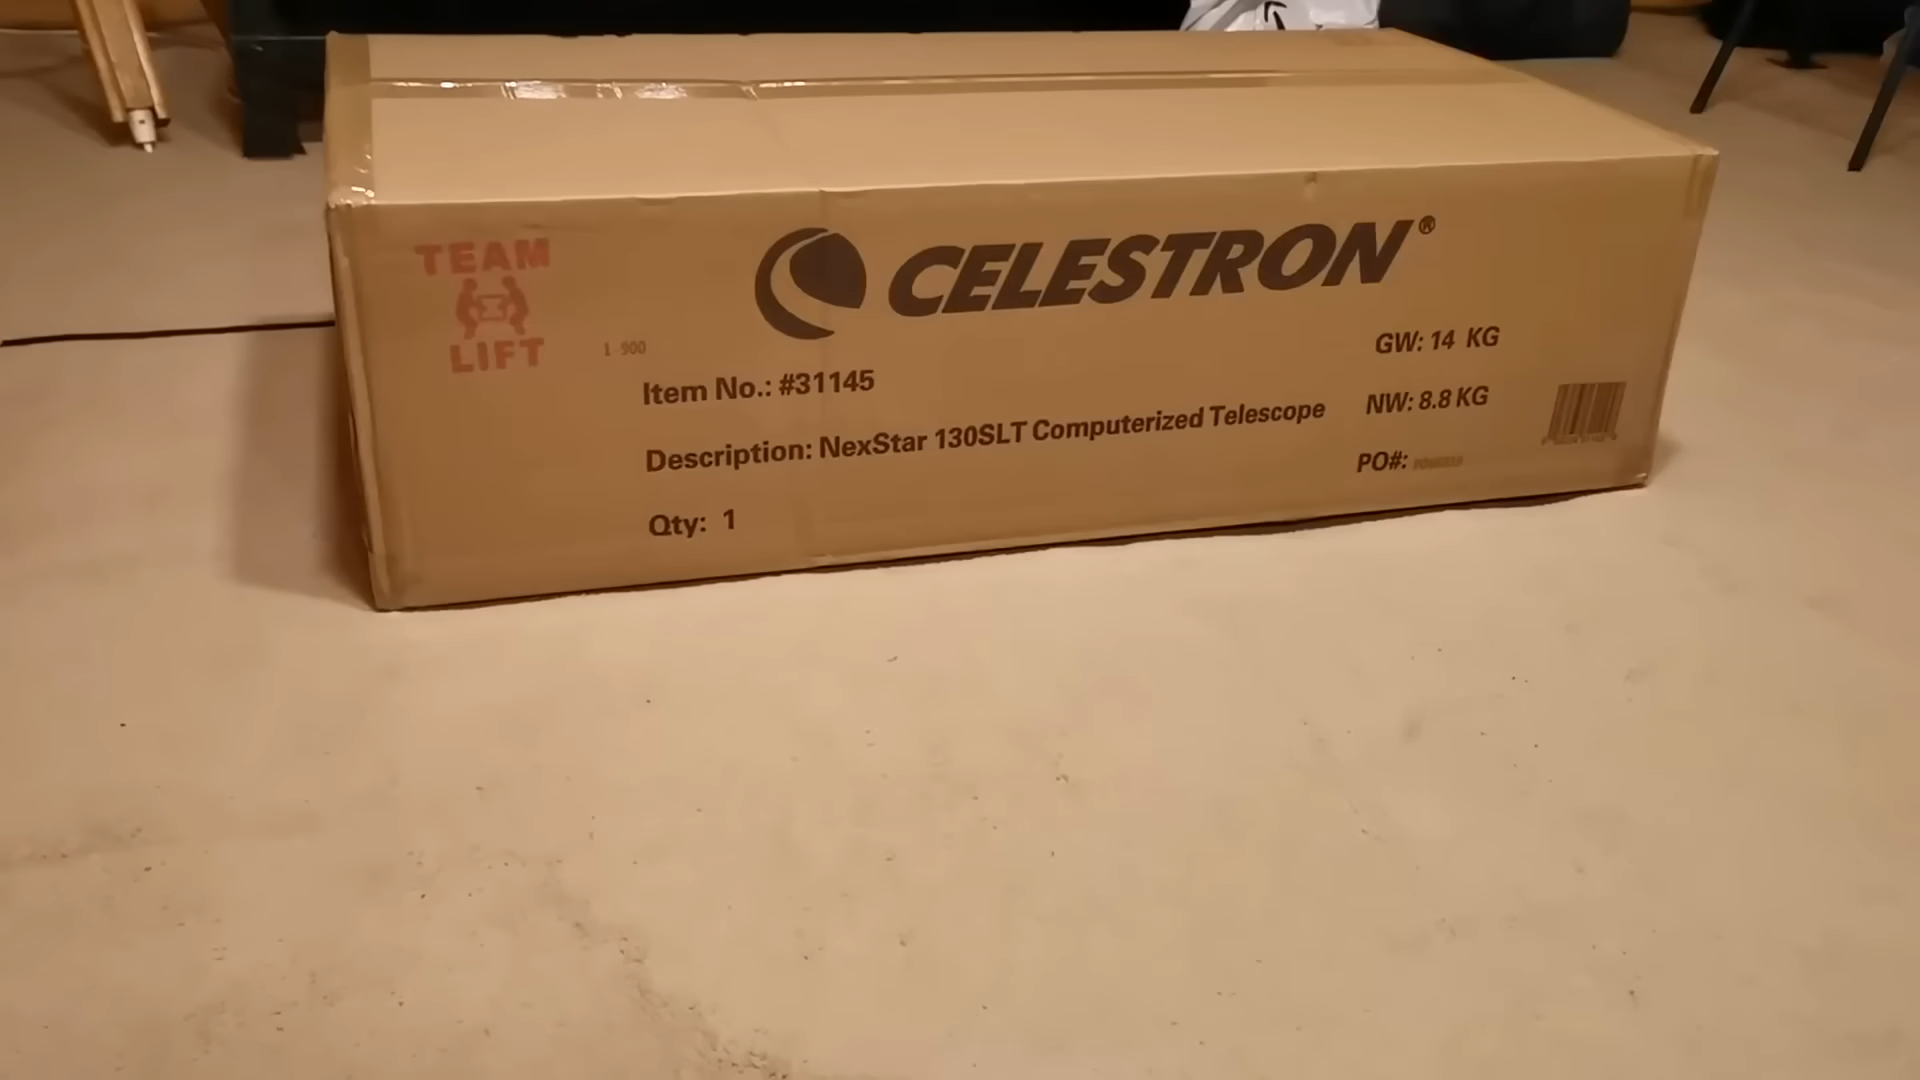 TEAM
LIFT
CELESTRON®
Item No.: #31145
Description: NexStar 130SLT Computerized Telescope
Qty: 1
GW: 14 KG
NW: 8.8 KG
PO#: